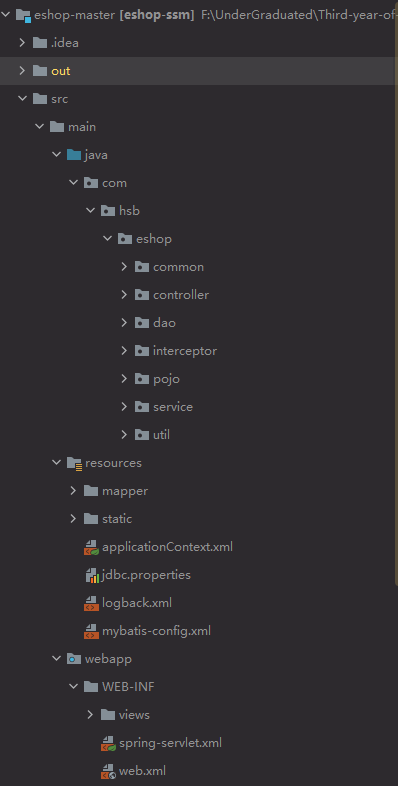 eshop-master [eshop-ssm] F:\UnderGraduated\Third-year-of-
.idea
out
src
main
java
com
hsb
eshop
common
controller
dao
interceptor
pojo
service
util
resources
mapper
static
applicationContext.xml
jdbc.properties
logback.xml
mybatis-config.xml
webapp
WEB-INF
views
spring-servlet.xml
web.xml